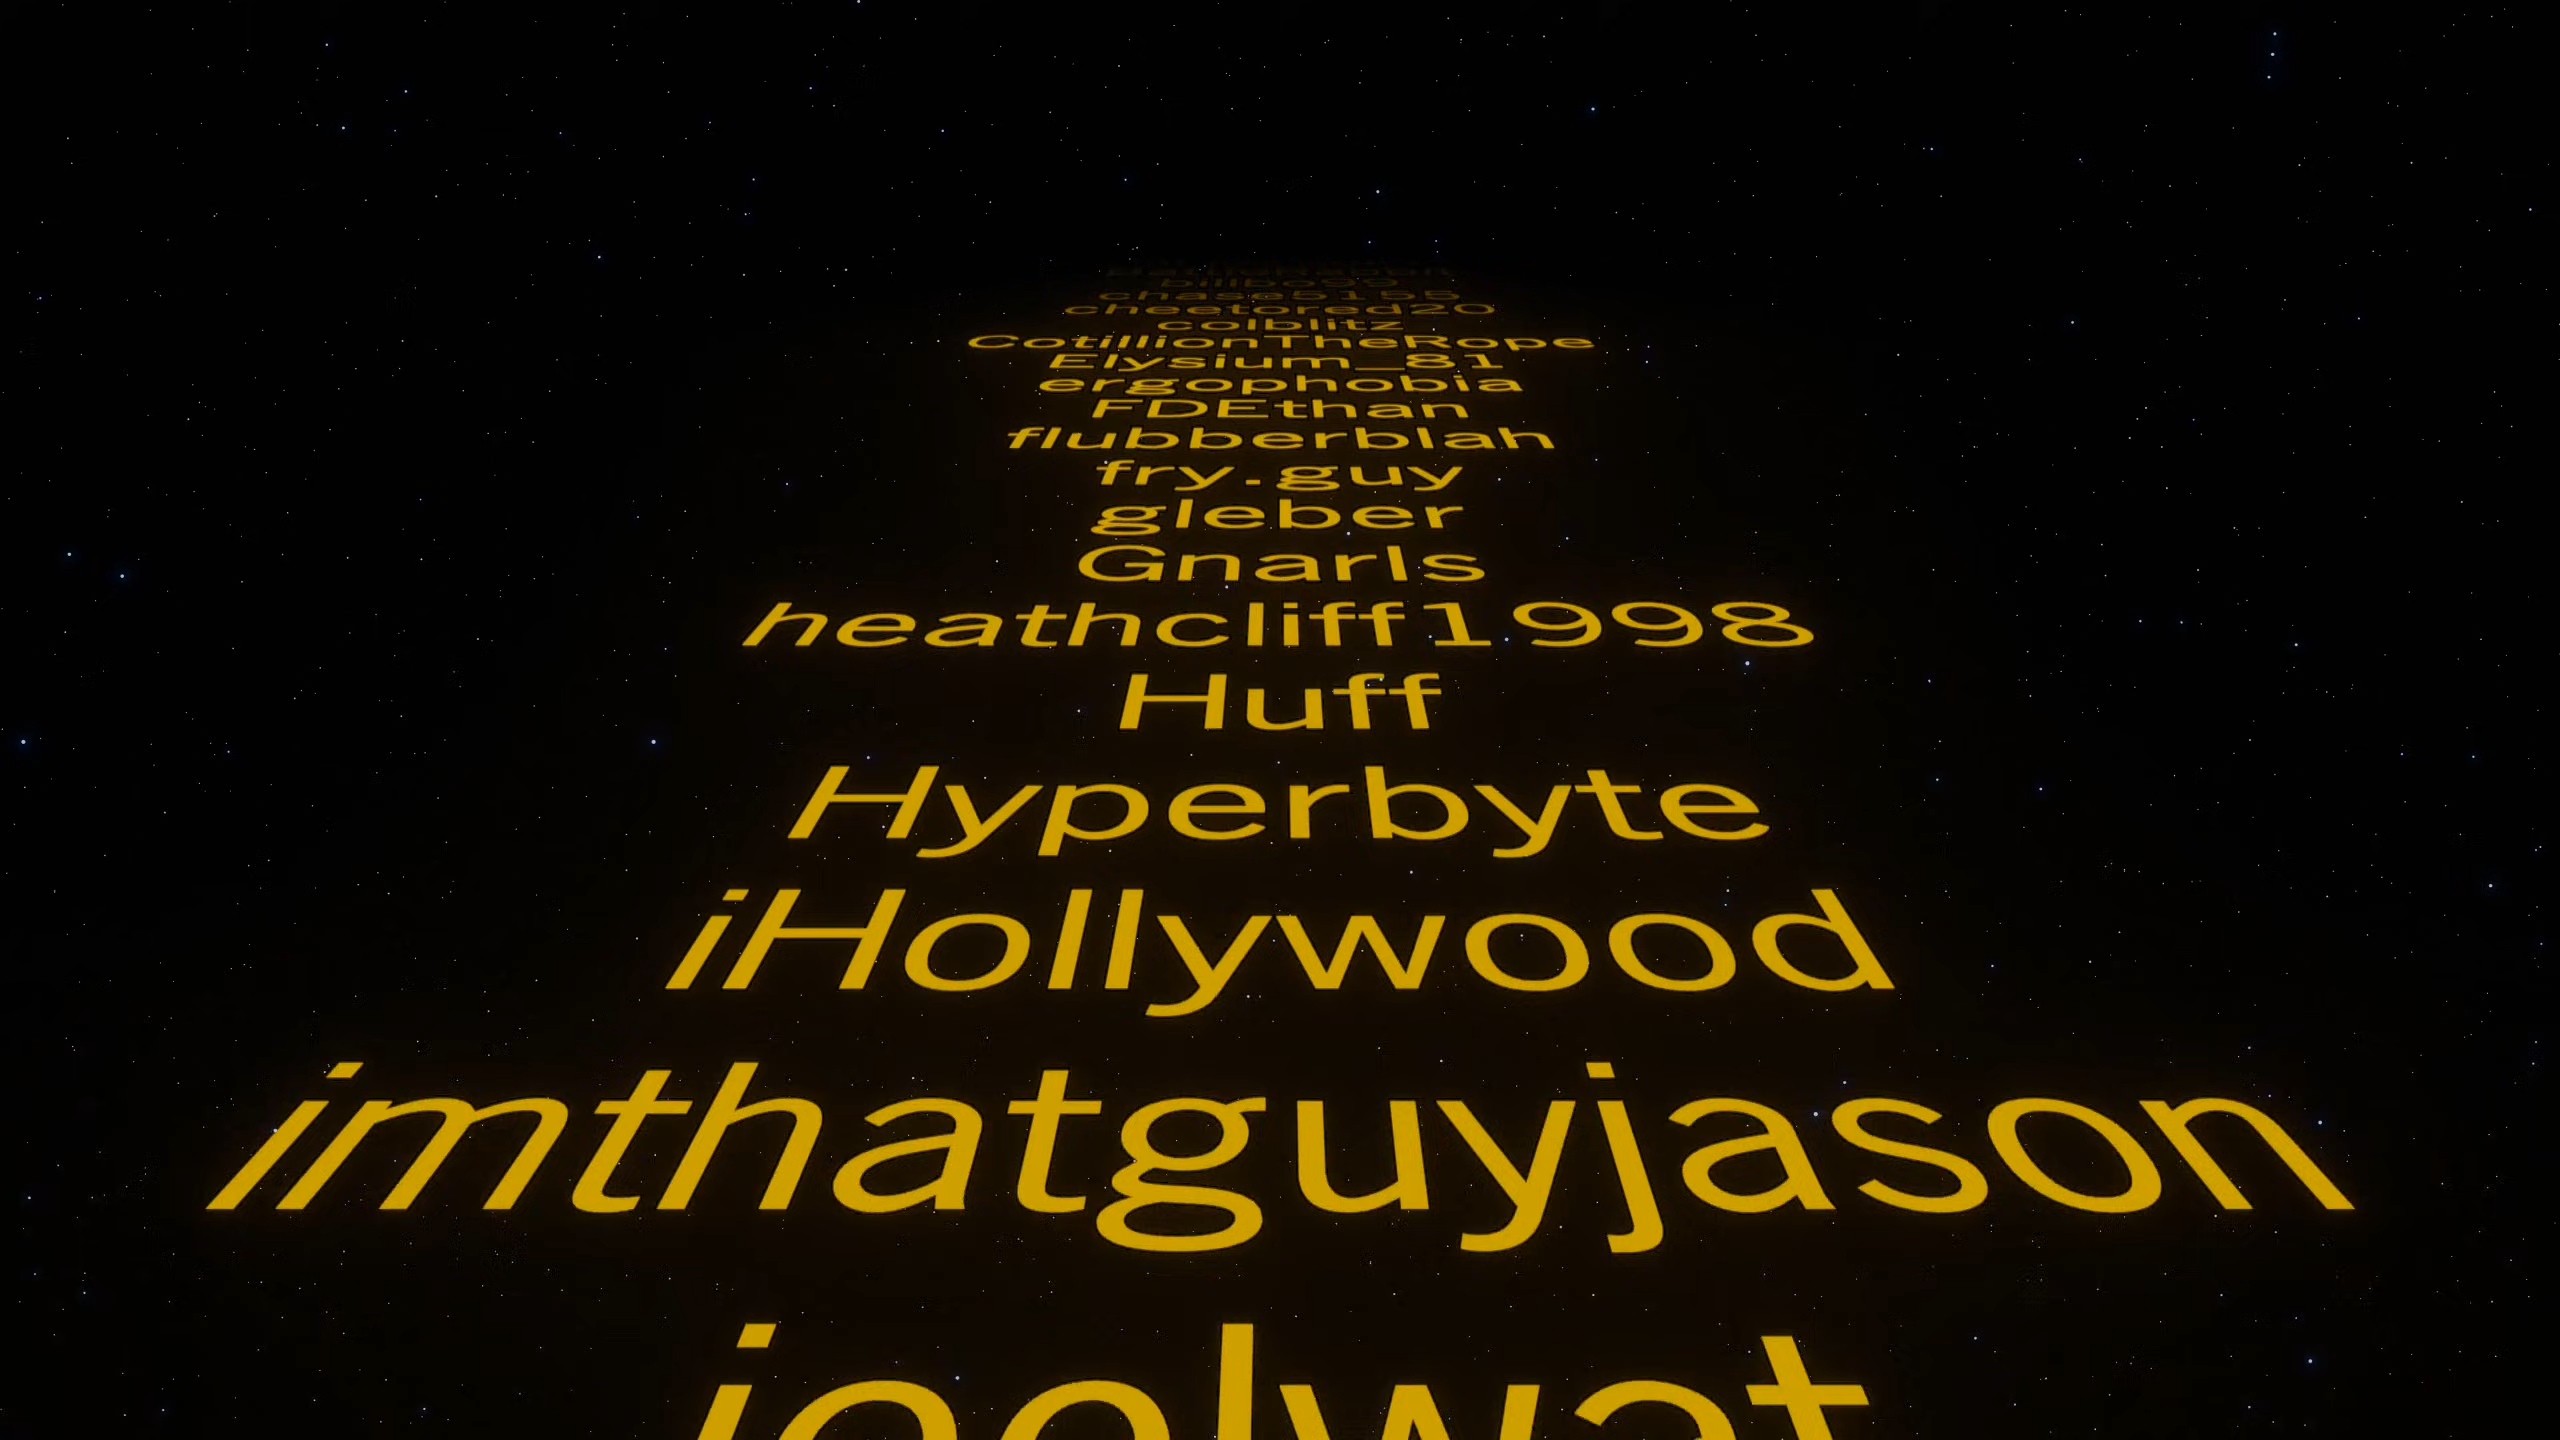 billbo99
chase5155
cheetored20
colblitz
CotillionTheRope
Elysium_81
ergophobia
FDEthan
flubberblah
fry.guy
gleber
Gnarls
heathcliff1998
Huff
Hyperbyte
iHollywood
imthatguyjason